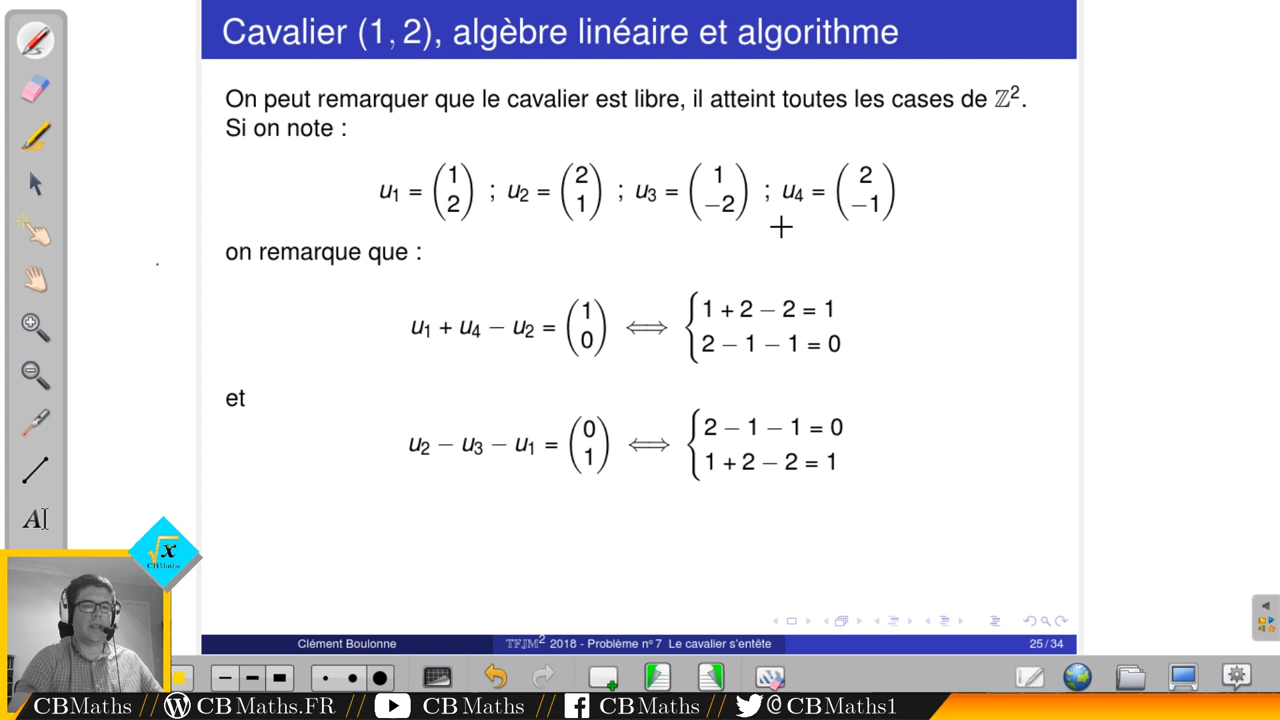 Cavalier (1, 2), algèbre linéaire et algorithme
On peut remarquer que le cavalier est libre, il atteint toutes les cases de ℤ².
Si on note :
u₁ = (1 2) ; u₂ = (2 1) ; u₃ = (1 −2) ; u₄ = (2 −1)
on remarque que :
u₁ + u₄ − u₂ = (1 0) ⟺ { 1 + 2 − 2 = 1
2 − 1 − 1 = 0
et
u₂ − u₃ − u₁ = (0 1) ⟺ { 2 − 1 − 1 = 0
1 + 2 − 2 = 1
AI
√x
CBMaths
Clément Boulonne
𝕋𝔽𝕁𝕄² 2018 - Problème nº 7 Le cavalier s'entête
25 / 34
CBMaths // CBMaths.FR // CBMaths // CBMaths // @CBMaths1